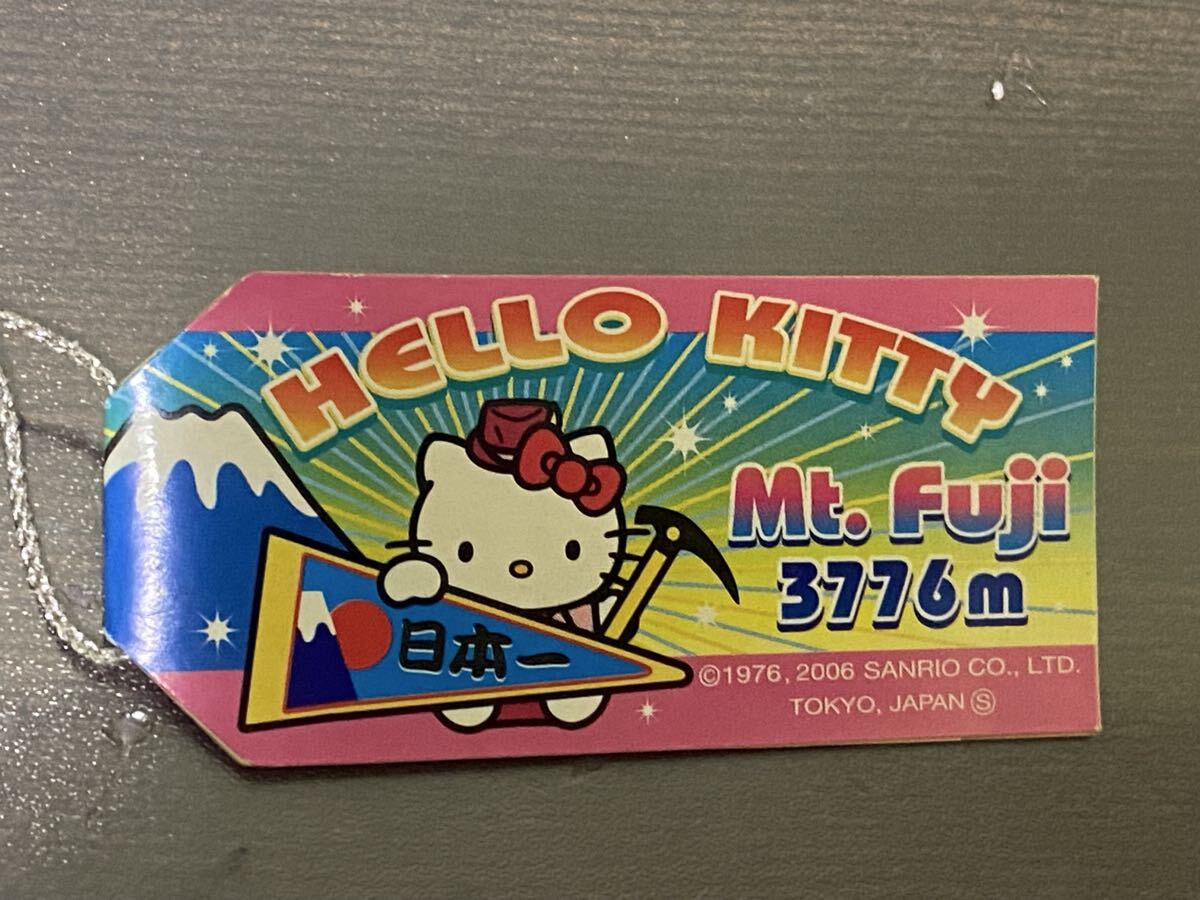 HELLO KITTY
Mt. Fuji
3776m
日本一
©1976, 2006 SANRIO CO., LTD.
TOKYO, JAPAN Ⓢ